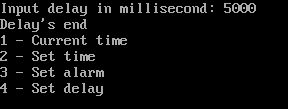 Input delay in millisecond: 5000
Delay's end
1 - Current time
2 - Set time
3 - Set alarm
4 - Set delay